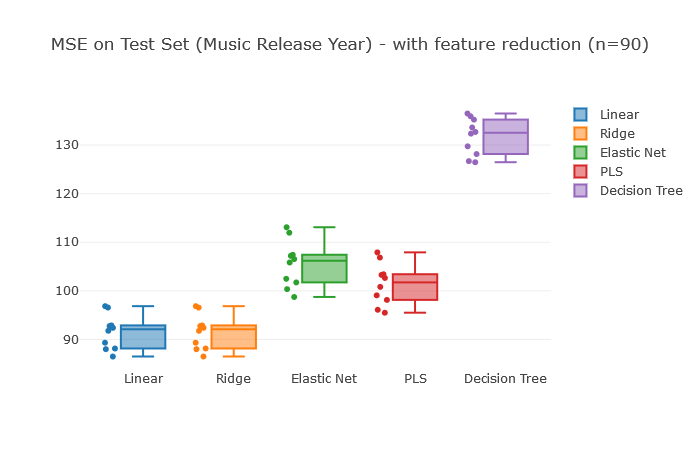 MSE on Test Set (Music Release Year) - with feature reduction (n=90)
130
120
110
100
90
Linear
Ridge
Elastic Net
PLS
Decision Tree
Linear
Ridge
Elastic Net
PLS
Decision Tree